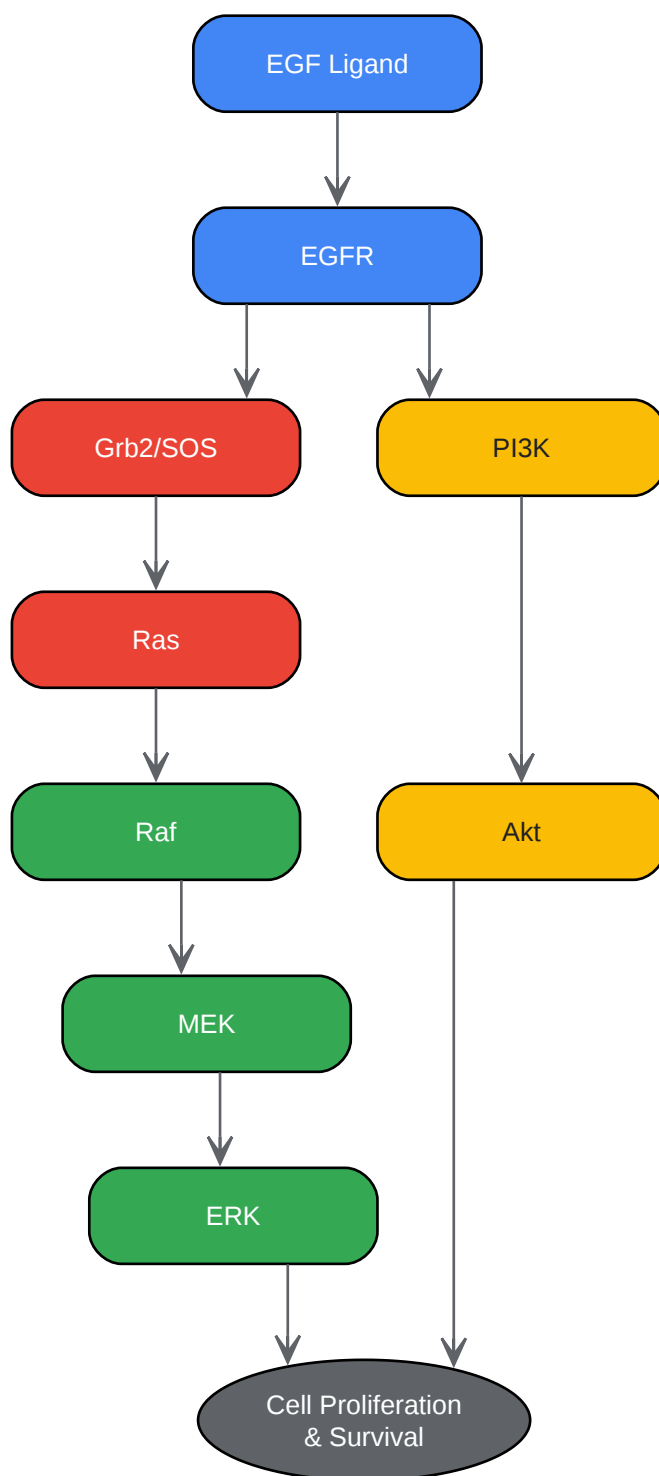 EGF Ligand
EGFR
Grb2/SOS
PI3K
Ras
Raf
Akt
MEK
ERK
Cell Proliferation
& Survival